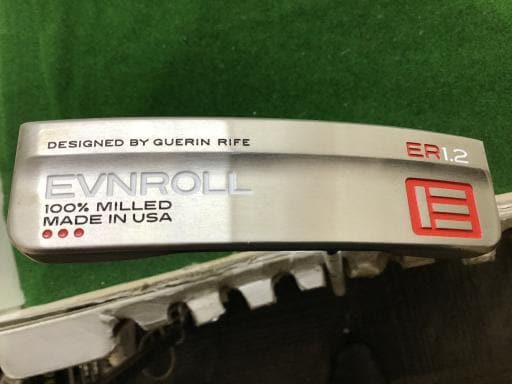 DESIGNED BY GUERIN RIFE
ER1.2
EVNROLL
100% MILLED
MADE IN USA